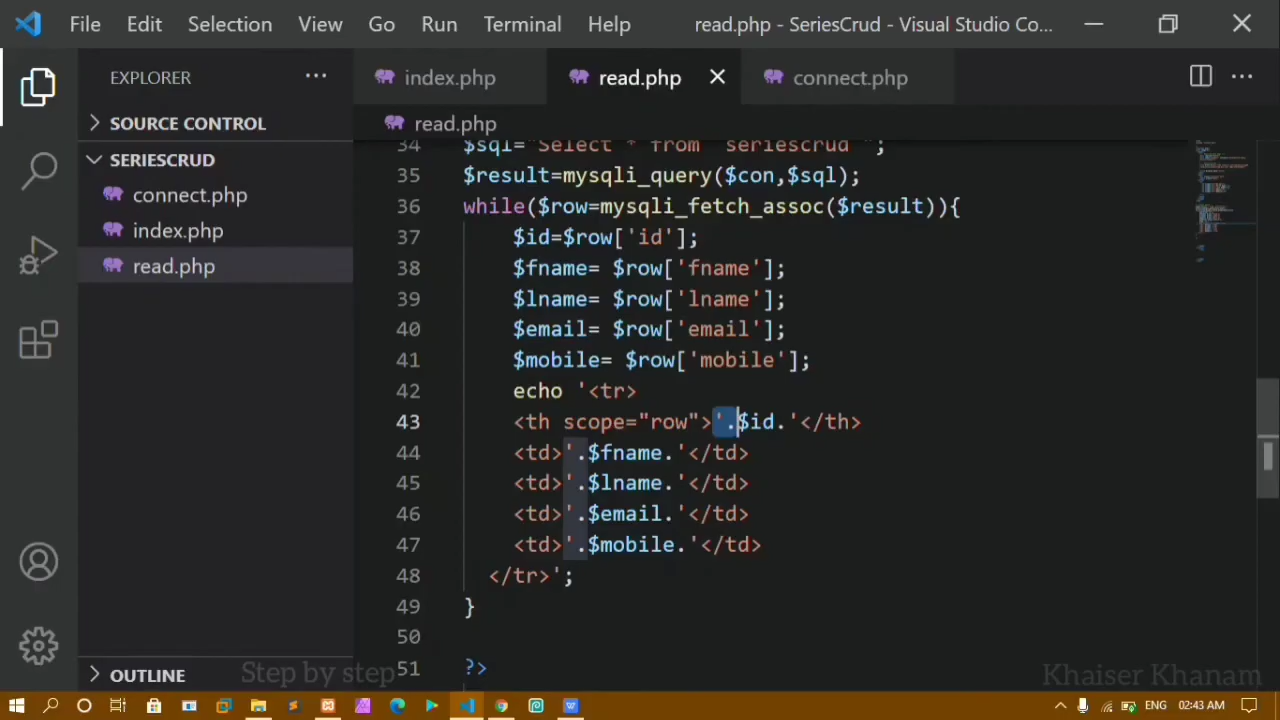 File Edit Selection View Go Run Terminal Help read.php - SeriesCrud - Visual Studio Co...
EXPLORER ...
index.php read.php connect.php ...
SOURCE CONTROL
read.php
SERIESCRUD
connect.php
index.php
read.php
34 $sql="Select * from `seriescrud`";
35 $result=mysqli_query($con,$sql);
36 while($row=mysqli_fetch_assoc($result)){
37 $id=$row['id'];
38 $fname= $row['fname'];
39 $lname= $row['lname'];
40 $email= $row['email'];
41 $mobile= $row['mobile'];
42 echo '<tr>
43 <th scope="row">'.$id.'</th>
44 <td>'.$fname.'</td>
45 <td>'.$lname.'</td>
46 <td>'.$email.'</td>
47 <td>'.$mobile.'</td>
48 </tr>';
49 }
50
51 ?>
OUTLINE
Step by step
Khaiser Khanam
ENG 02:43 AM